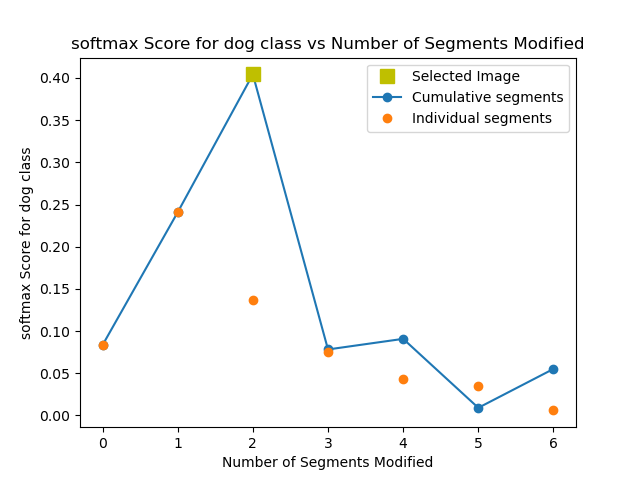 softmax Score for dog class vs Number of Segments Modified
Selected Image
Cumulative segments
Individual segments
softmax Score for dog class
0.40
0.35
0.30
0.25
0.20
0.15
0.10
0.05
0.00
0 1 2 3 4 5 6
Number of Segments Modified